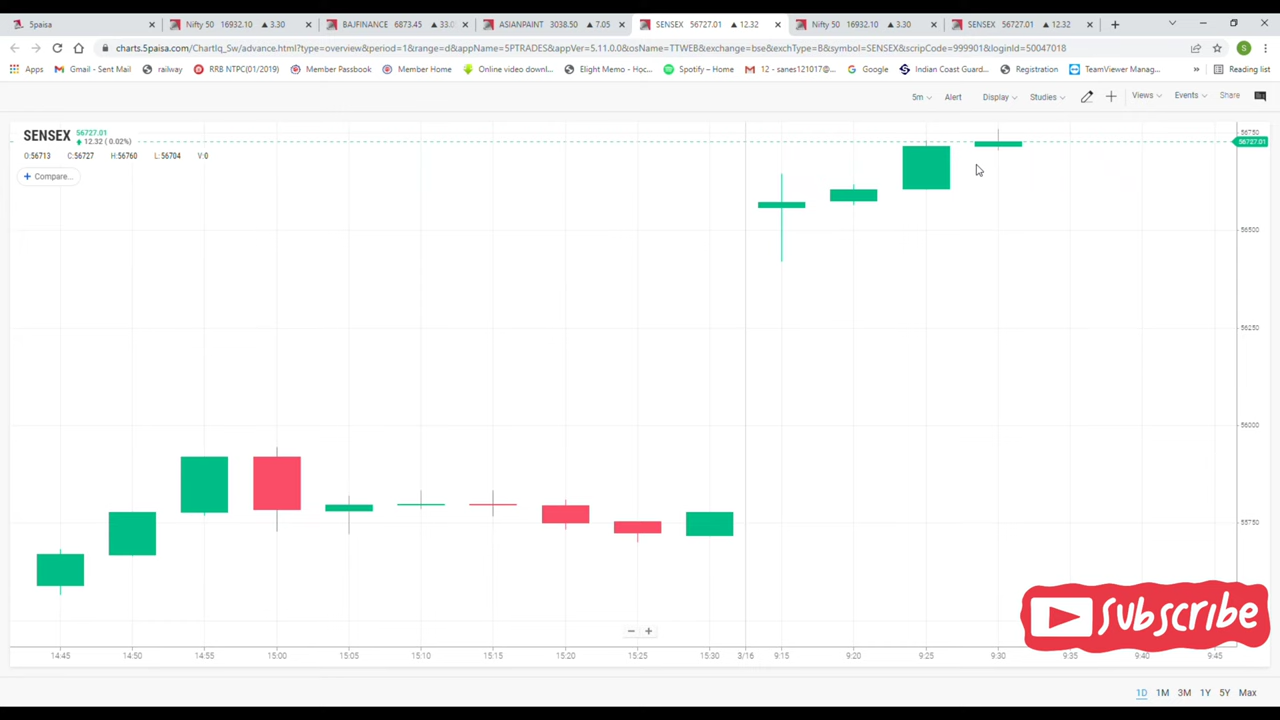 5paisa
Nifty 50 16932.10 ▲ 3.30
BAJFINANCE 6873.45 ▲ 33.0
ASIANPAINT 3038.50 ▲ 7.05
SENSEX 56727.01 ▲ 12.32
Nifty 50 16932.10 ▲ 3.30
SENSEX 56727.01 ▲ 12.32
charts.5paisa.com/ChartIq_Sw/advance.html?type=overview&period=1&range=d&appName=5PTRADES&appVer=5.11.0.0&osName=TTWEB&exchange=bse&exchType=B&symbol=SENSEX&scripCode=999901&loginId=50047018
S
Apps
Gmail - Sent Mail
railway
RRB NTPC(01/2019)
Member Passbook
Member Home
Online video downl...
Elight Memory - Học...
Spotify – Home
12 - sanes121017@...
Google
Indian Coast Guard...
Registration
TeamViewer Manag...
»
Reading list
5m
Alert
Display
Studies
Views
Events
Share
SENSEX
56727.01
12.32 ( 0.02%)
O:56713 C:56727 H:56760 L:56704 V:0
+ Compare...
56750
56727.01
56500
56250
56000
55750
Subscribe
14:45 14:50 14:55 15:00 15:05 15:10 15:15 15:20 15:25 15:30 3/16 9:15 9:20 9:25 9:30 9:35 9:40 9:45
1D 1M 3M 1Y 5Y Max